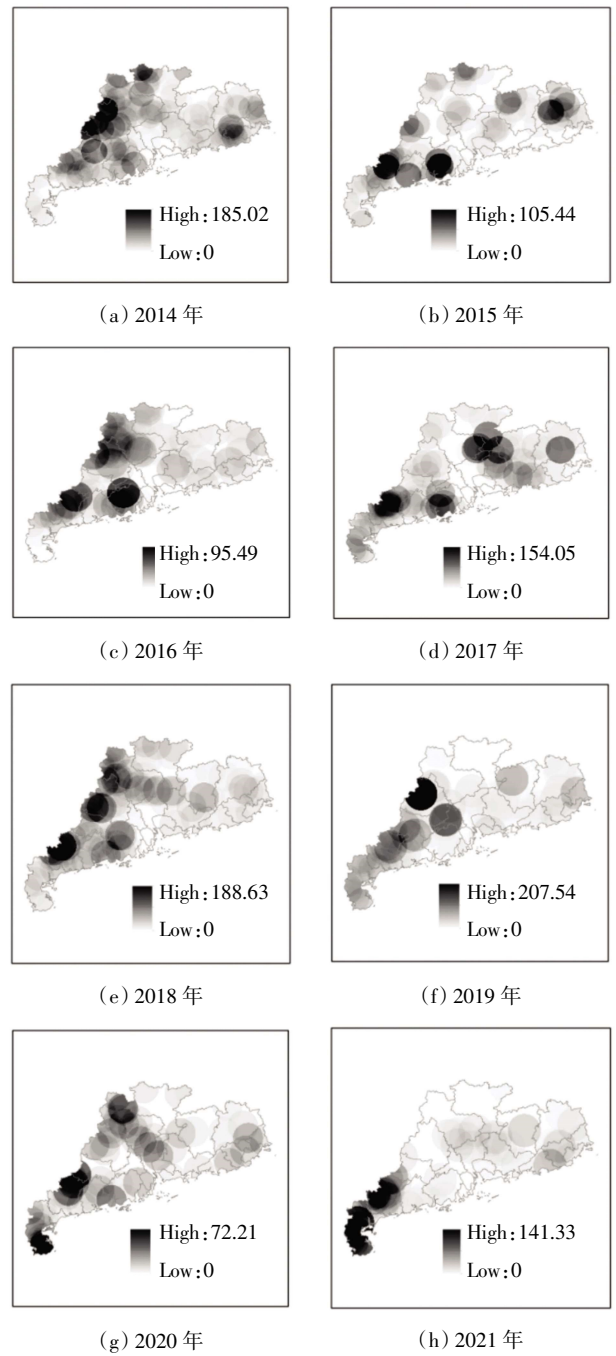 High:185.02
Low:0
High:105.44
Low:0
(a) 2014 年
(b) 2015 年
High:95.49
Low:0
High:154.05
Low:0
(c) 2016 年
(d) 2017 年
High:188.63
Low:0
High:207.54
Low:0
(e) 2018 年
(f) 2019 年
High:72.21
Low:0
High:141.33
Low:0
(g) 2020 年
(h) 2021 年